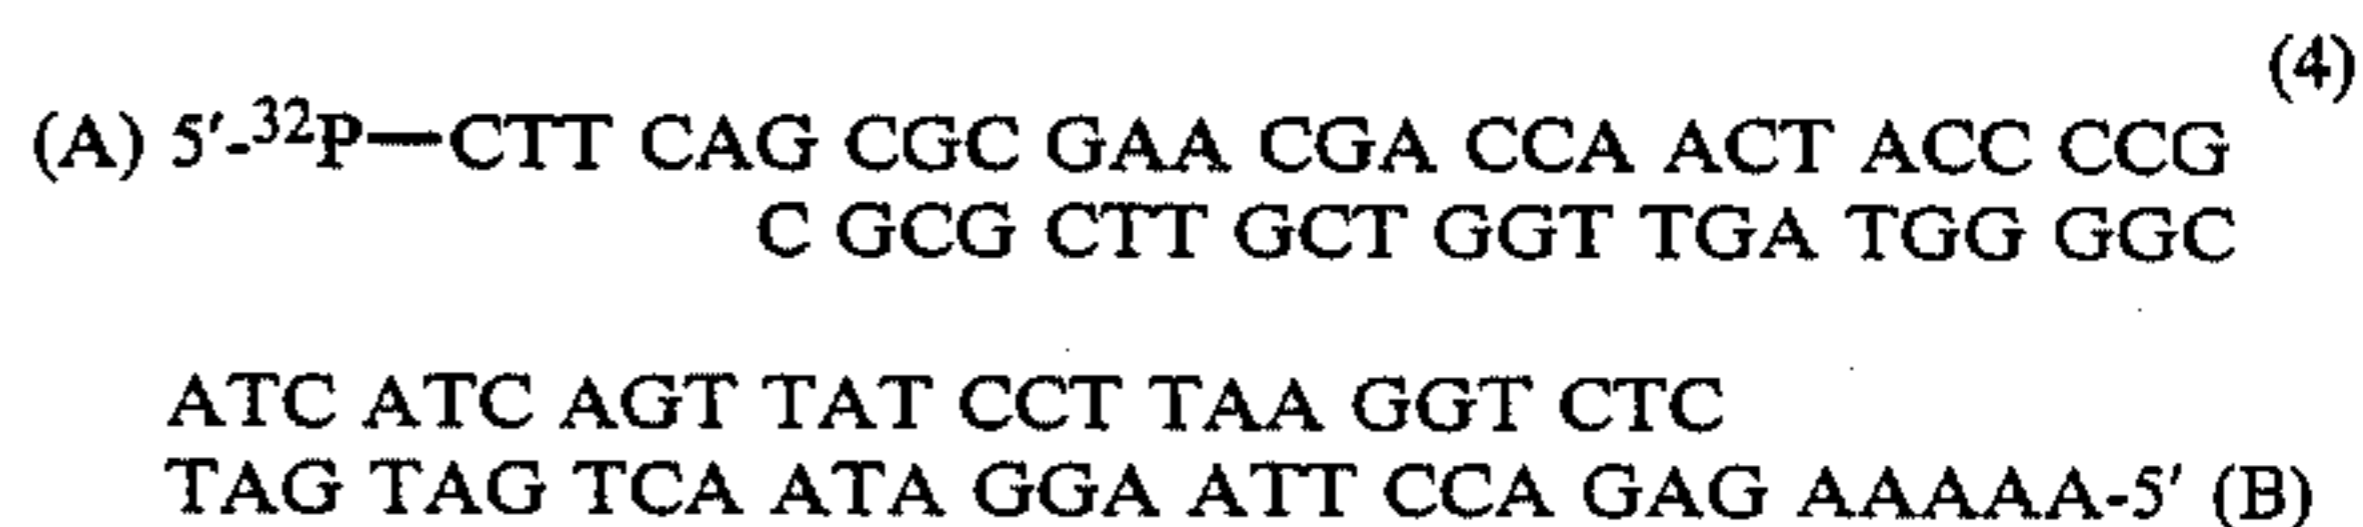 (4)
(A) 5′-³²P—CTT CAG CGC GAA CGA CCA ACT ACC CCG
C GCG CTT GCT GGT TGA TGG GGC
ATC ATC AGT TAT CCT TAA GGT CTC
TAG TAG TCA ATA GGA ATT CCA GAG AAAAA-5′ (B)